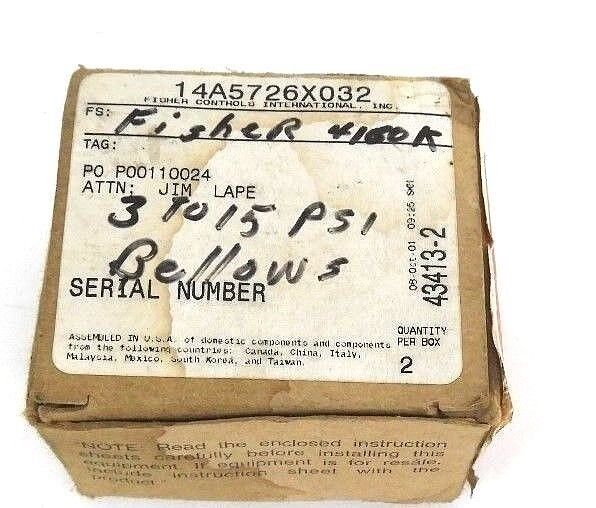 14A5726X032
FISHER CONTROLS INTERNATIONAL, INC.
FS: FisheR 4160K
TAG:
PO P00110024
ATTN: JIM LAPE
3 TO 15 PSI
Bellows
SERIAL NUMBER
08-Oct-01 09:25
43413-2
ASSEMBLED IN U.S.A. of domestic components and components
from the following countries: Canada, China, Italy,
Malaysia, Mexico, South Korea, and Taiwan.
QUANTITY
PER BOX
2
"NOTE Read the enclosed instruction
sheets carefully before installing this
equipment. If equipment is for resale,
include instruction sheet with the
product."